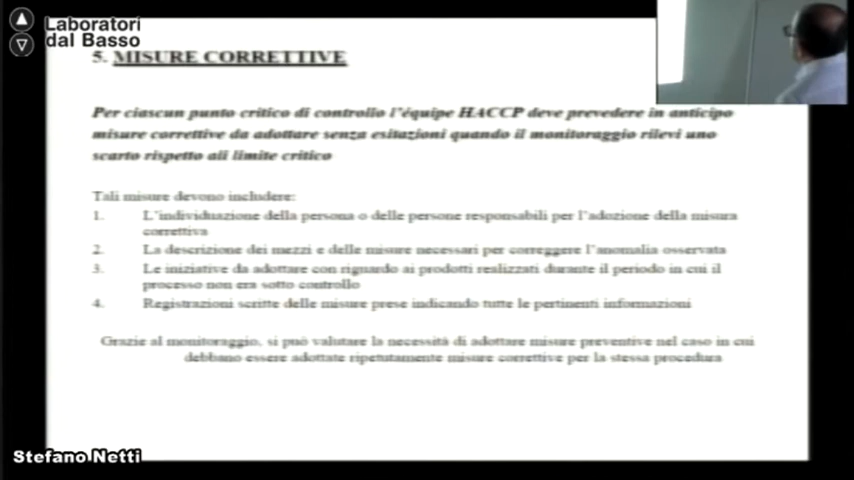 Laboratori
dal Basso
5. MISURE CORRETTIVE
Per ciascun punto critico di controllo l'équipe HACCP deve prevedere in anticipo
misure correttive da adottare senza esitazioni quando il monitoraggio rilevi uno
scarto rispetto all limite critico
Tali misure devono includere:
1. L'individuazione della persona o delle persone responsabili per l'adozione della misura
correttiva
2. La descrizione dei mezzi e delle misure necessari per correggere l'anomalia osservata
3. Le iniziative da adottare con riguardo ai prodotti realizzati durante il periodo in cui il
processo non era sotto controllo
4. Registrazioni scritte delle misure prese indicando tutte le pertinenti informazioni
Grazie al monitoraggio, si può valutare la necessità di adottare misure preventive nel caso in cui
debbano essere adottate ripetutamente misure correttive per la stessa procedura
Stefano Netti